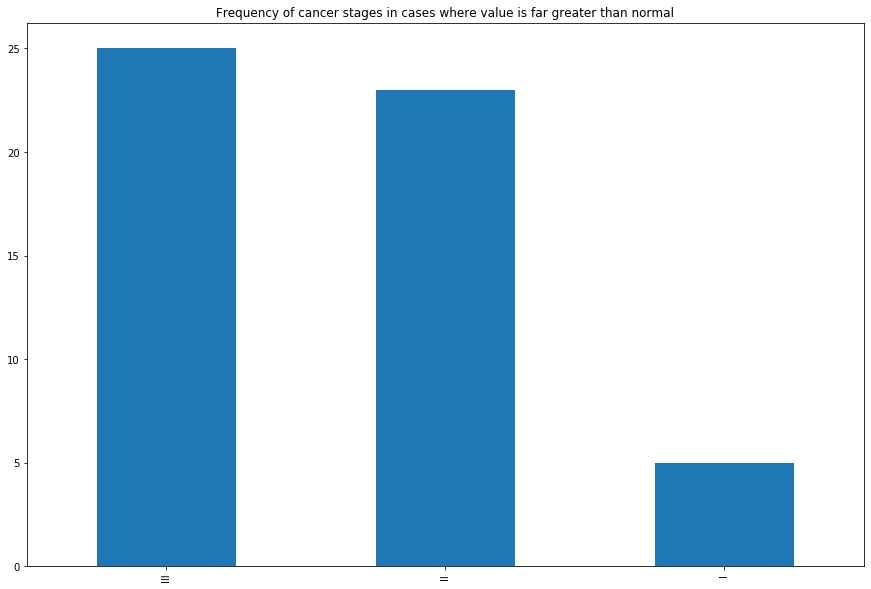 Frequency of cancer stages in cases where value is far greater than normal
25
20
15
10
5
0
III
II
I